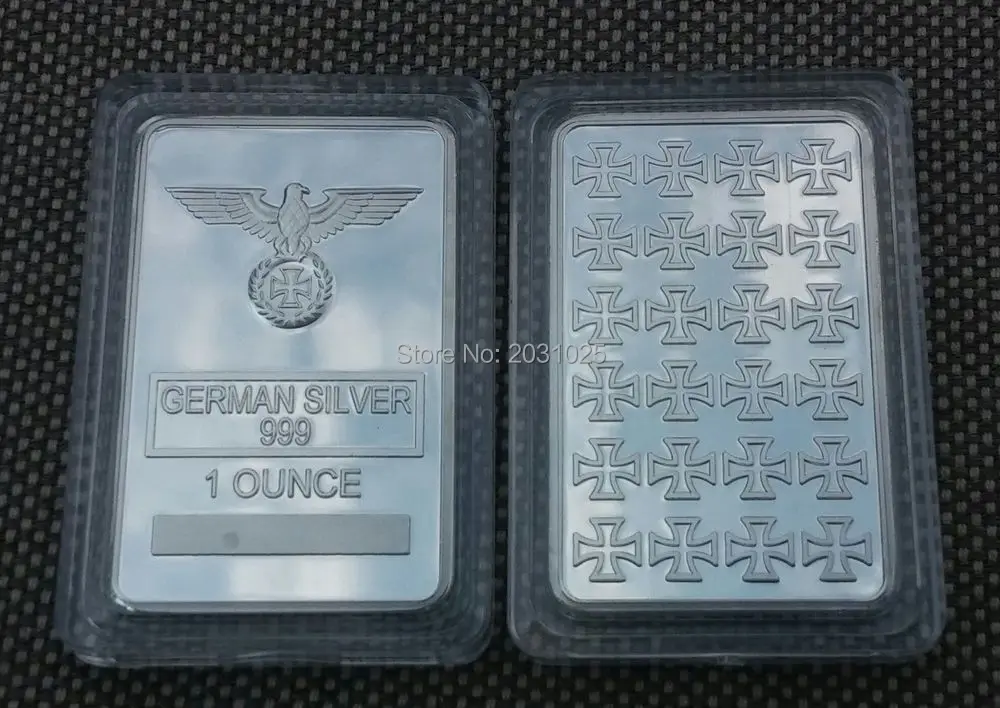 Store No: 2031025
GERMAN SILVER
999
1 OUNCE